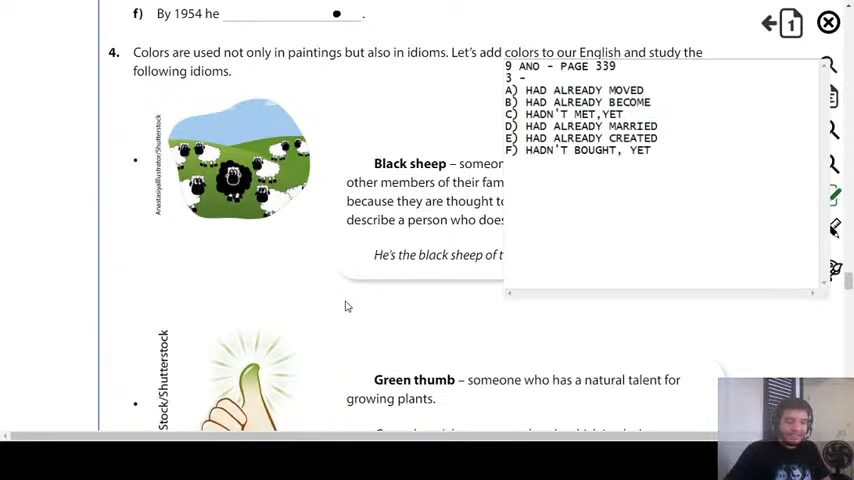 f) By 1954 he ____________________.
1
4. Colors are used not only in paintings but also in idioms. Let's add colors to our English and study the
following idioms.
9 ANO - PAGE 339
3 -
A) HAD ALREADY MOVED
B) HAD ALREADY BECOME
C) HADN'T MET,YET
D) HAD ALREADY MARRIED
E) HAD ALREADY CREATED
F) HADN'T BOUGHT, YET
AnastasiyaIllustrator/Shutterstock
Black sheep – someon
other members of their fam
because they are thought to
describe a person who does
He's the black sheep of t
Stock/Shutterstock
Green thumb – someone who has a natural talent for
growing plants.